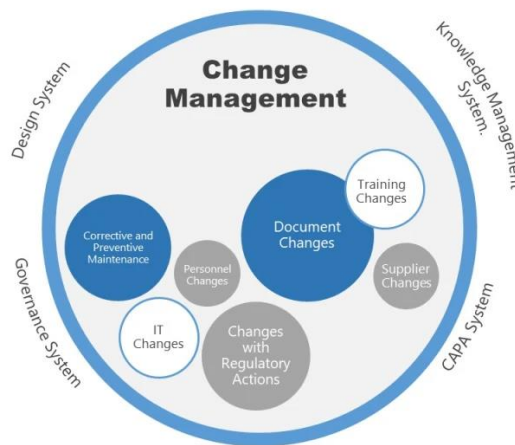 Change
Management
Design System
Knowledge Management
System.
Training
Changes
Document
Changes
Corrective and
Preventive
Maintenance
Personnel
Changes
Supplier
Changes
Governance System
IT
Changes
Changes
with
Regulatory
Actions
CAPA System